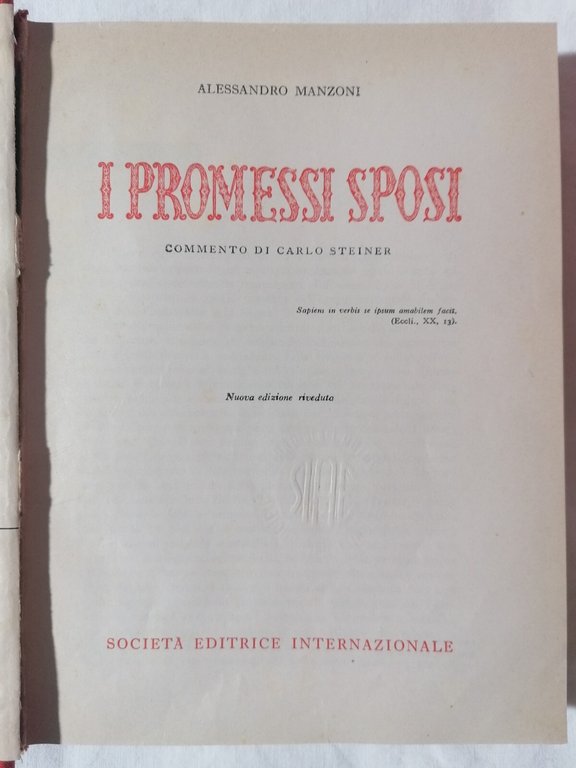 ALESSANDRO MANZONI
I PROMESSI SPOSI
COMMENTO DI CARLO STEINER
Sapiens in verbis se ipsum amabilem facit,
(Eccli., XX, 13).
Nuova edizione riveduta
SIAE
SOCIETÀ EDITRICE INTERNAZIONALE